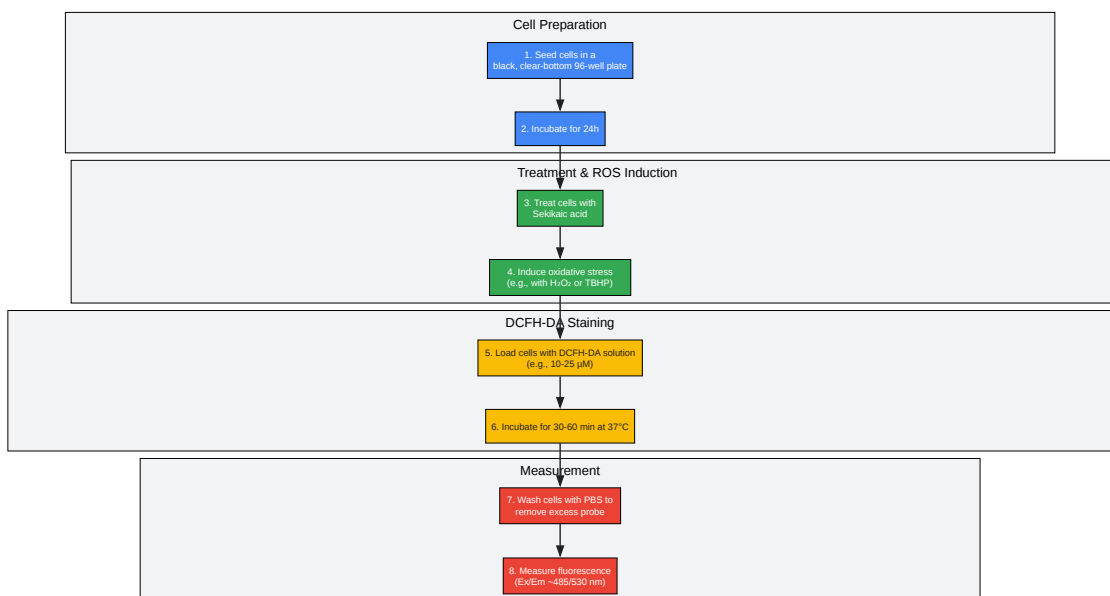 Cell Preparation
1. Seed cells in a
black, clear-bottom 96-well plate
2. Incubate for 24h
Treatment & ROS Induction
3. Treat cells with
Sekikaic acid
4. Induce oxidative stress
(e.g., with H₂O₂ or TBHP)
DCFH-DA Staining
5. Load cells with DCFH-DA solution
(e.g., 10-25 µM)
6. Incubate for 30-60 min at 37°C
Measurement
7. Wash cells with PBS to
remove excess probe
8. Measure fluorescence
(Ex/Em ~485/530 nm)